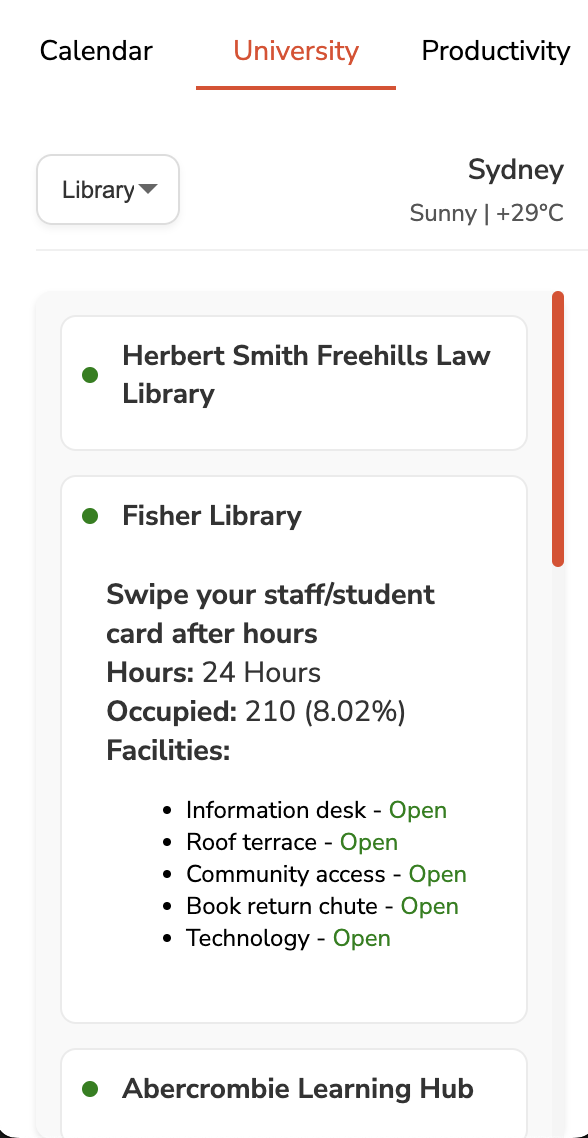 Calendar University Productivity
Library Sydney
Sunny | +29°C
Herbert Smith Freehills Law
Library
Fisher Library
Swipe your staff/student
card after hours
Hours: 24 Hours
Occupied: 210 (8.02%)
Facilities:
• Information desk - Open
• Roof terrace - Open
• Community access - Open
• Book return chute - Open
• Technology - Open
Abercrombie Learning Hub